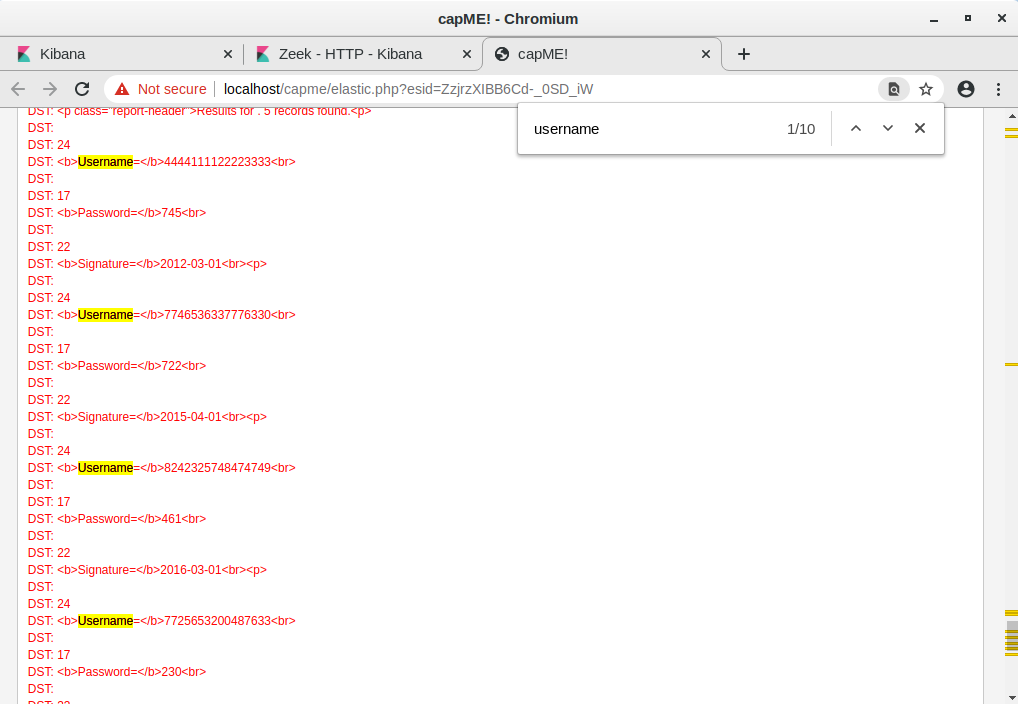 capME! - Chromium
Kibana
Zeek - HTTP - Kibana
capME!
Not secure
localhost/capme/elastic.php?esid=ZzjrzXIBB6Cd-_0SD_iW
username
1/10
DST: <p class="report-header">Results for . 5 records found.<p>
DST:
DST: 24
DST: <b>Username=</b>4444111122223333<br>
DST:
DST: 17
DST: <b>Password=</b>745<br>
DST:
DST: 22
DST: <b>Signature=</b>2012-03-01<br><p>
DST:
DST: 24
DST: <b>Username=</b>7746536337776330<br>
DST:
DST: 17
DST: <b>Password=</b>722<br>
DST:
DST: 22
DST: <b>Signature=</b>2015-04-01<br><p>
DST:
DST: 24
DST: <b>Username=</b>8242325748474749<br>
DST:
DST: 17
DST: <b>Password=</b>461<br>
DST:
DST: 22
DST: <b>Signature=</b>2016-03-01<br><p>
DST:
DST: 24
DST: <b>Username=</b>7725653200487633<br>
DST:
DST: 17
DST: <b>Password=</b>230<br>
DST:
DST: 22